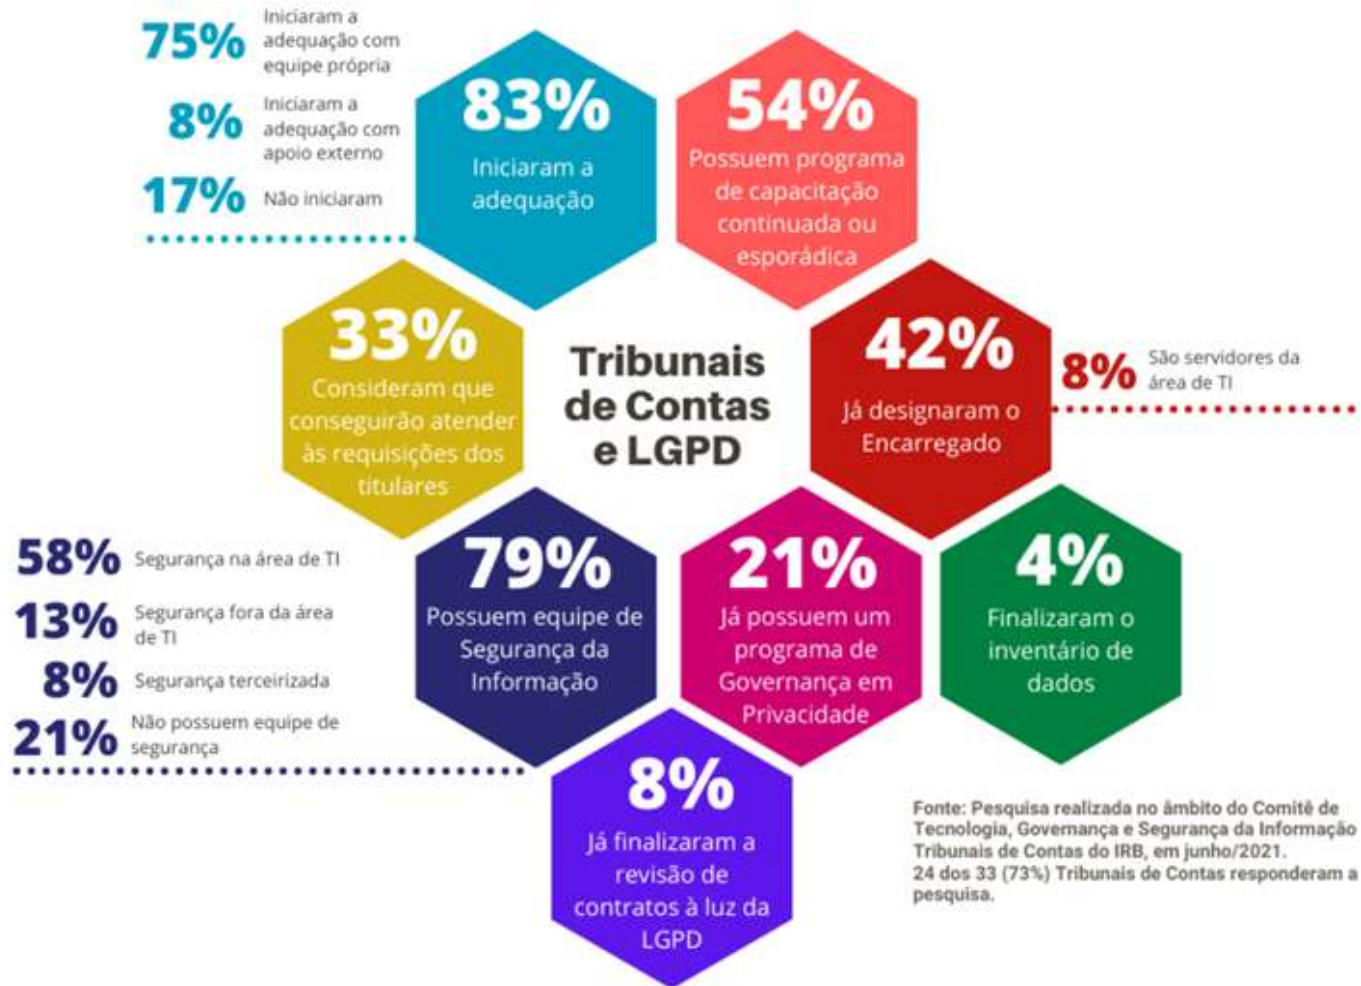 75%
Iniciaram a
adequação com
equipe própria
8%
Iniciaram a
adequação com
apoio externo
17%
Não iniciaram
83%
Iniciaram a
adequação
54%
Possuem programa
de capacitação
continuada ou
esporádica
33%
Consideram que
conseguirão atender
às requisições dos
titulares
Tribunais
de Contas
e LGPD
42%
Já designaram o
Encarregado
8%
São servidores da
área de TI
58%
Segurança na área de TI
13%
Segurança fora da área
de TI
8%
Segurança terceirizada
21%
Não possuem equipe de
segurança
79%
Possuem equipe de
Segurança da
Informação
21%
Já possuem um
programa de
Governança em
Privacidade
4%
Finalizaram o
inventário de
dados
8%
Já finalizaram a
revisão de
contratos à luz da
LGPD
Fonte: Pesquisa realizada no âmbito do Comitê de
Tecnologia, Governança e Segurança da Informação
Tribunais de Contas do IRB, em junho/2021.
24 dos 33 (73%) Tribunais de Contas responderam a
pesquisa.